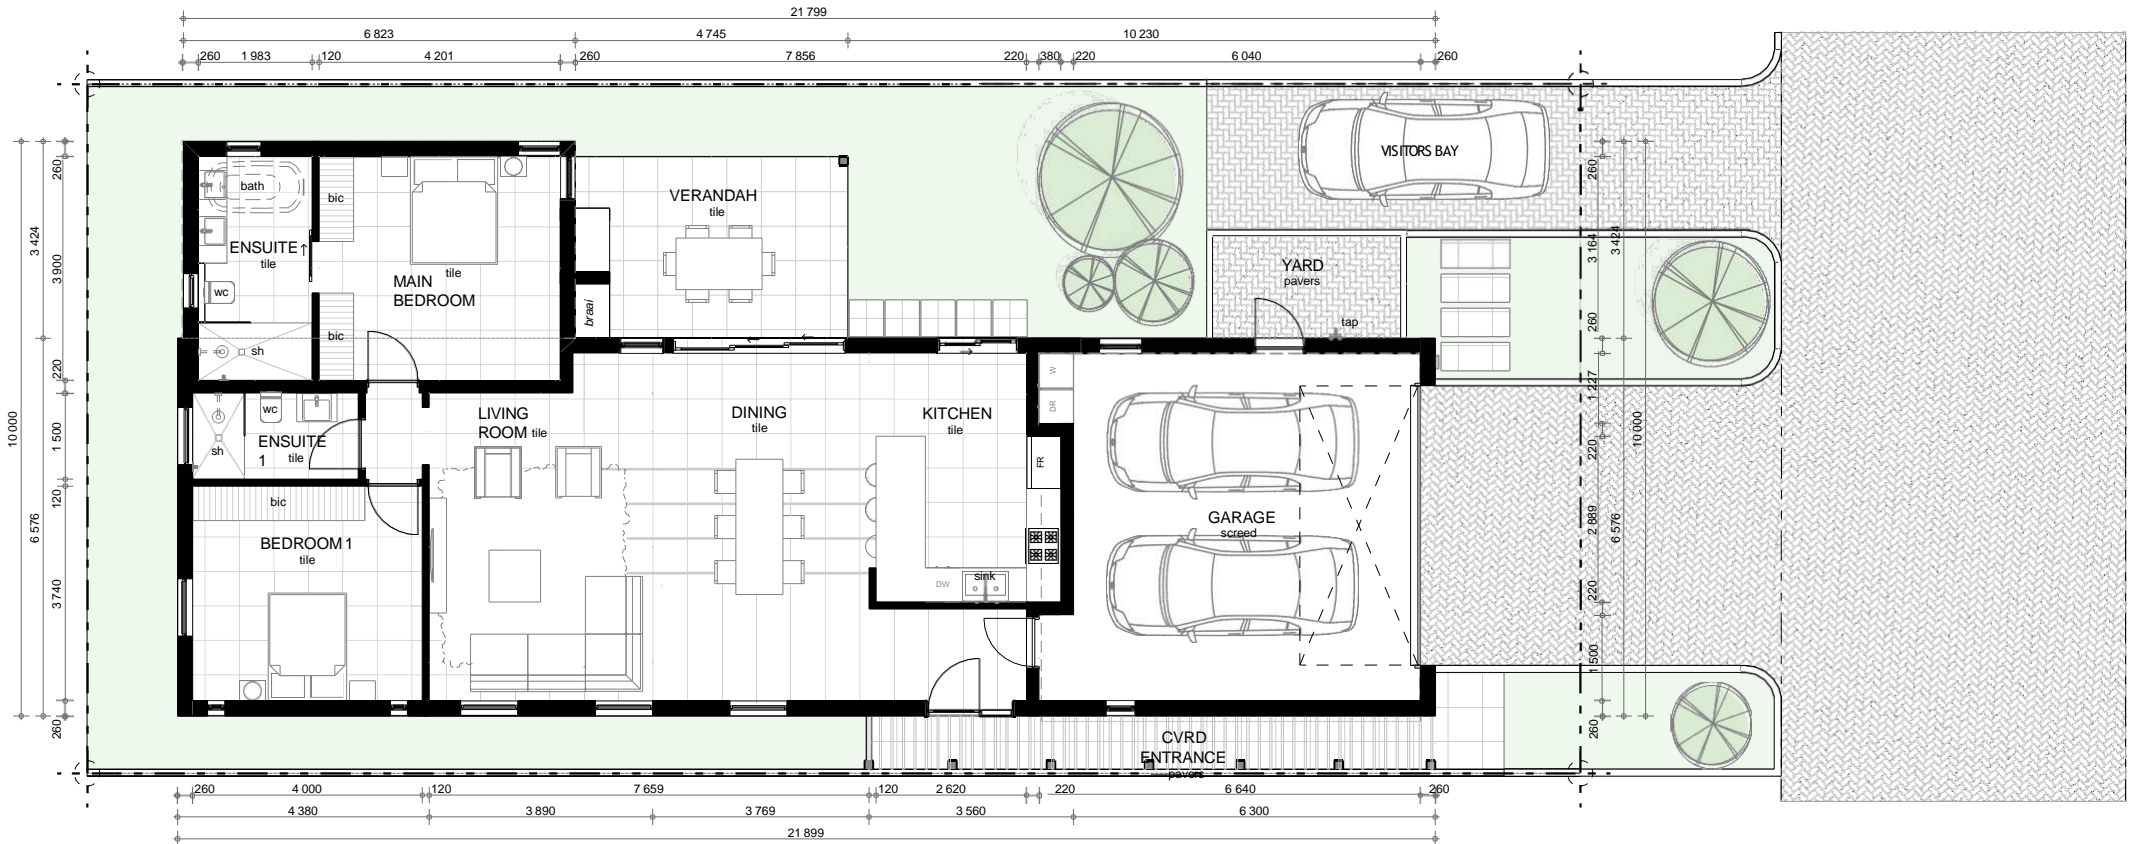 21 799
6 823
4 745
10 230
260
1 983
120
4 201
260
7 856
220
380
220
6 040
260
VISITORS BAY
bath
bic
VERANDAH
tile
ENSUITE
tile
MAIN
BEDROOM
tile
wc
bic
braai
YARD
pavers
tap
sh
W
DR
LIVING
ROOM tile
DINING
tile
KITCHEN
tile
wc
ENSUITE
1
tile
sh
FR
bic
GARAGE
screed
BEDROOM 1
tile
DW
sink
CVRD
ENTRANCE
pavers
10 000
3 424
6 576
260
3 900
220
1 500
120
3 740
260
260
3 164
3 424
260
1 227
220
10 000
2 889
6 576
220
1 500
260
260
4 000
120
7 659
120
2 620
220
6 640
260
4 380
3 890
3 769
3 560
6 300
21 899